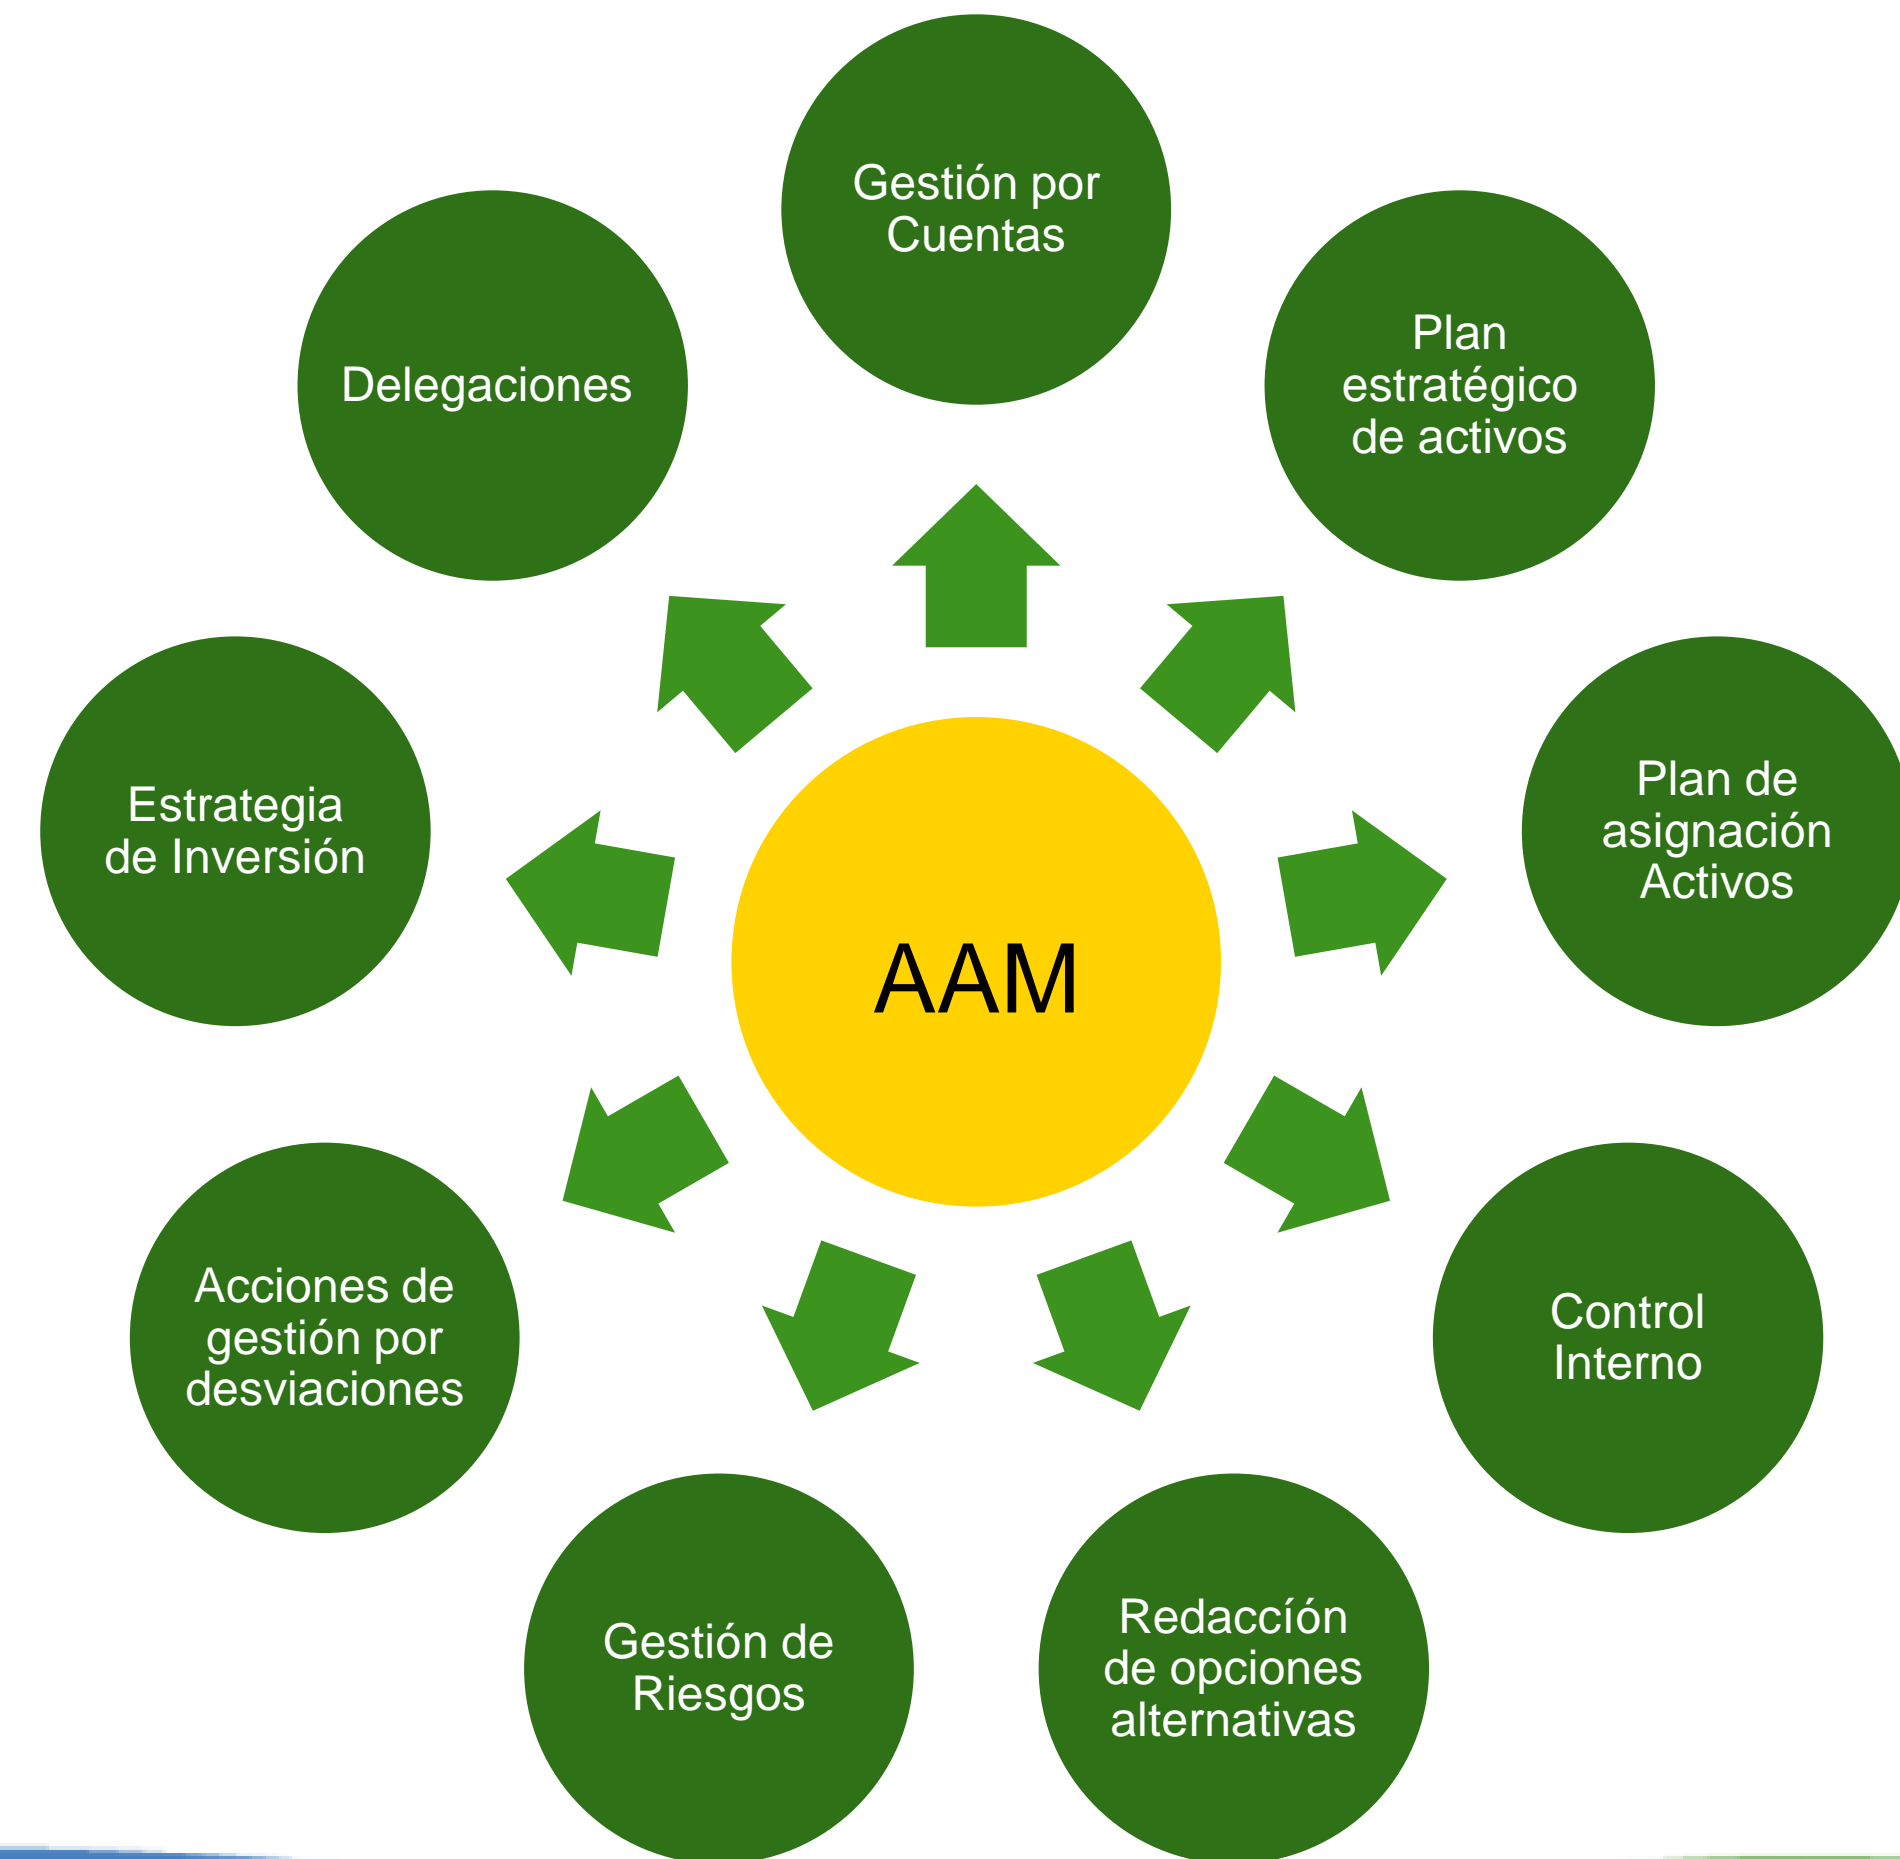 Gestión por
Cuentas
Plan
estratégico
de activos
Plan de
asignación
Activos
Control
Interno
Redaccíón
de opciones
alternativas
Gestión de
Riesgos
Acciones de
gestión por
desviaciones
Estrategia
de Inversión
Delegaciones
AAM